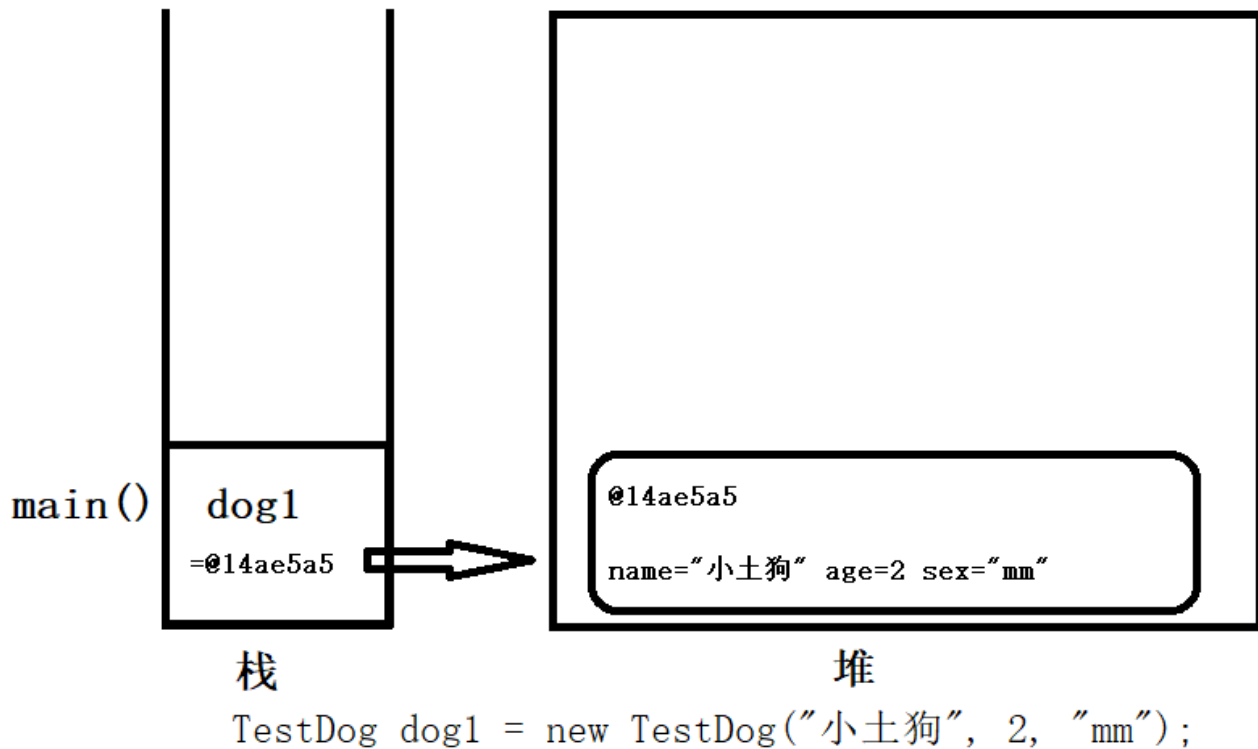 main()
dog1
=@14ae5a5
@14ae5a5
name="小土狗" age=2 sex="mm"
栈
堆
TestDog dog1 = new TestDog("小土狗", 2, "mm");